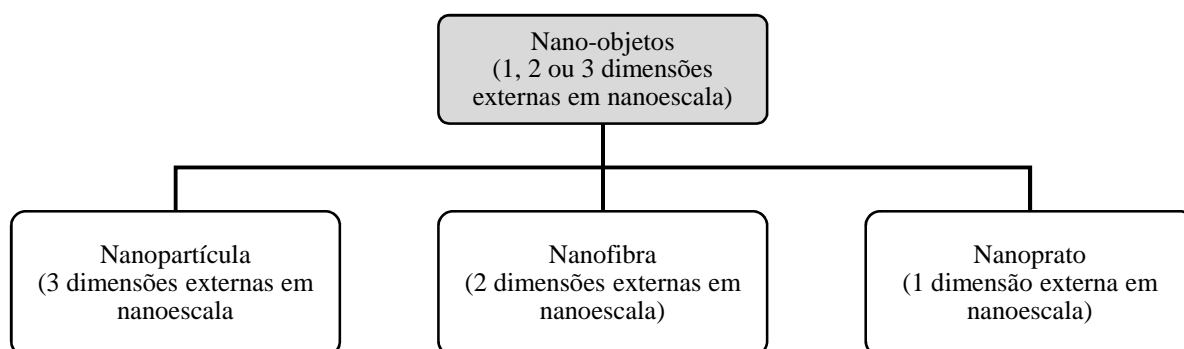 Nano-objetos
(1, 2 ou 3 dimensões
externas em nanoescala)
Nanopartícula
(3 dimensões externas em
nanoescala
Nanofibra
(2 dimensões externas em
nanoescala)
Nanoprato
(1 dimensão externa em
nanoescala)